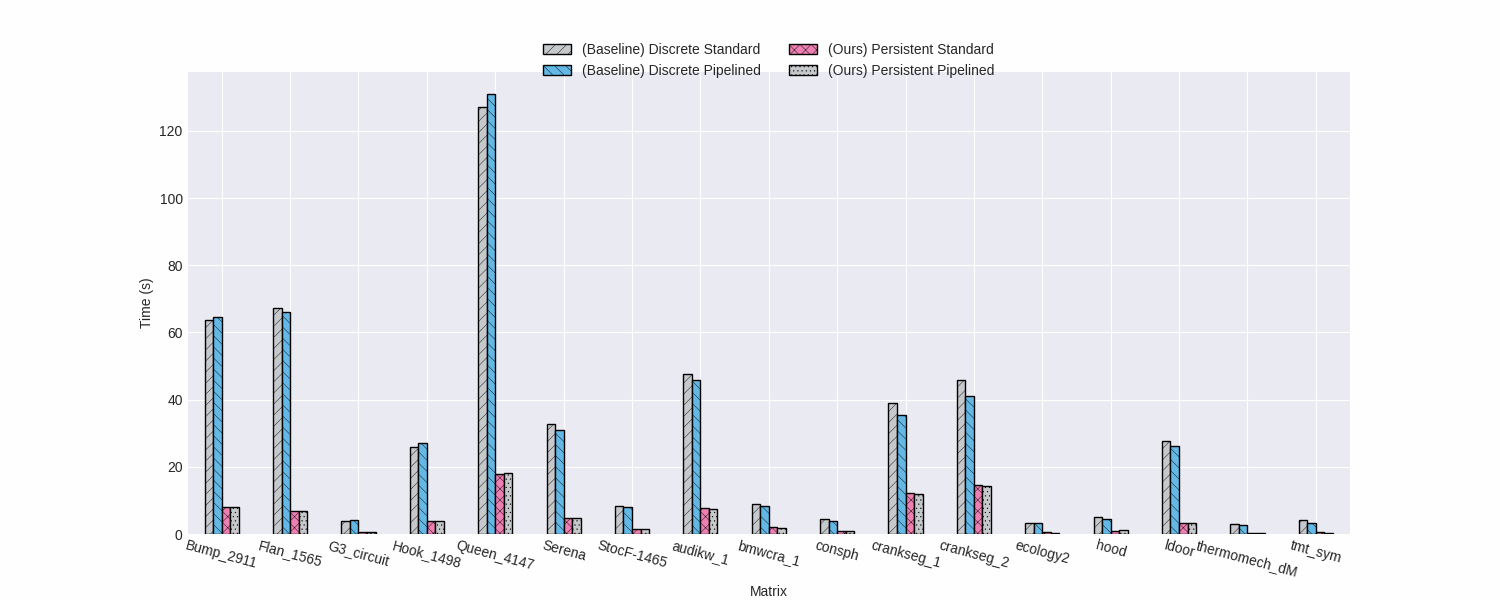 (Baseline) Discrete Standard
(Baseline) Discrete Pipelined
(Ours) Persistent Standard
(Ours) Persistent Pipelined
Time (s)
120
100
80
60
40
20
0
Bump_2911
Flan_1565
G3_circuit
Hook_1498
Queen_4147
Serena
StocF-1465
audikw_1
bmwcra_1
consph
crankseg_1
crankseg_2
ecology2
hood
ldoor
thermomech_dM
tmt_sym
Matrix